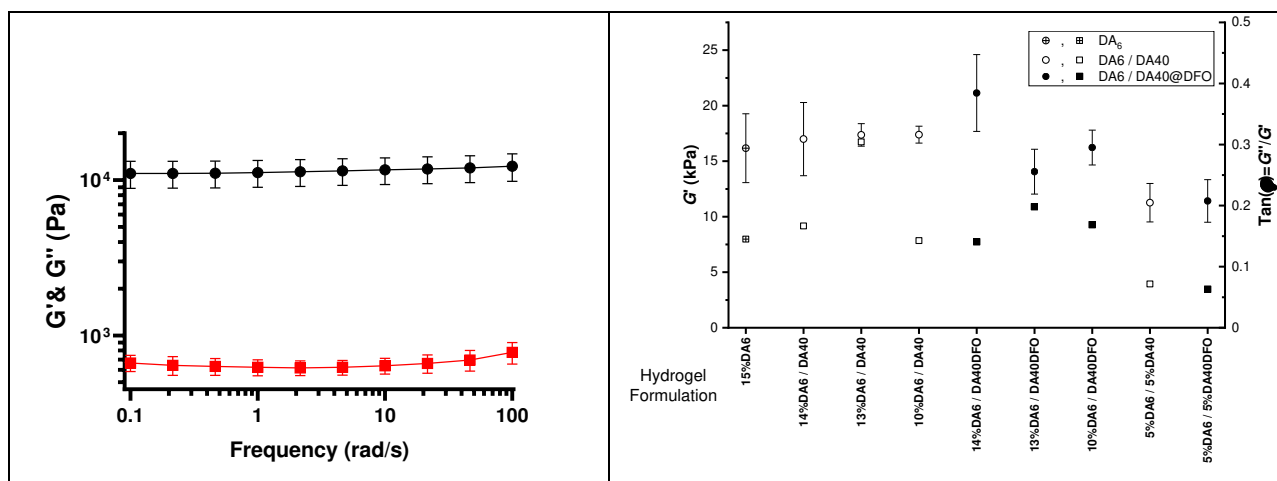 G'& G'' (Pa)
10⁴
10³
0.1
1
10
100
Frequency (rad/s)
G' (kPa)
25
20
15
10
5
0
0.5
0.4
0.3
0.2
0.1
0
Tan( )=G''/G'
, DA₆
, DA6 / DA40
, DA6 / DA40@DFO
Hydrogel
Formulation
15%DA6
14%DA6 / DA40
13%DA6 / DA40
10%DA6 / DA40
14%DA6 / DA40DFO
13%DA6 / DA40DFO
10%DA6 / DA40DFO
5%DA6 / 5%DA40
5%DA6 / 5%DA40DFO